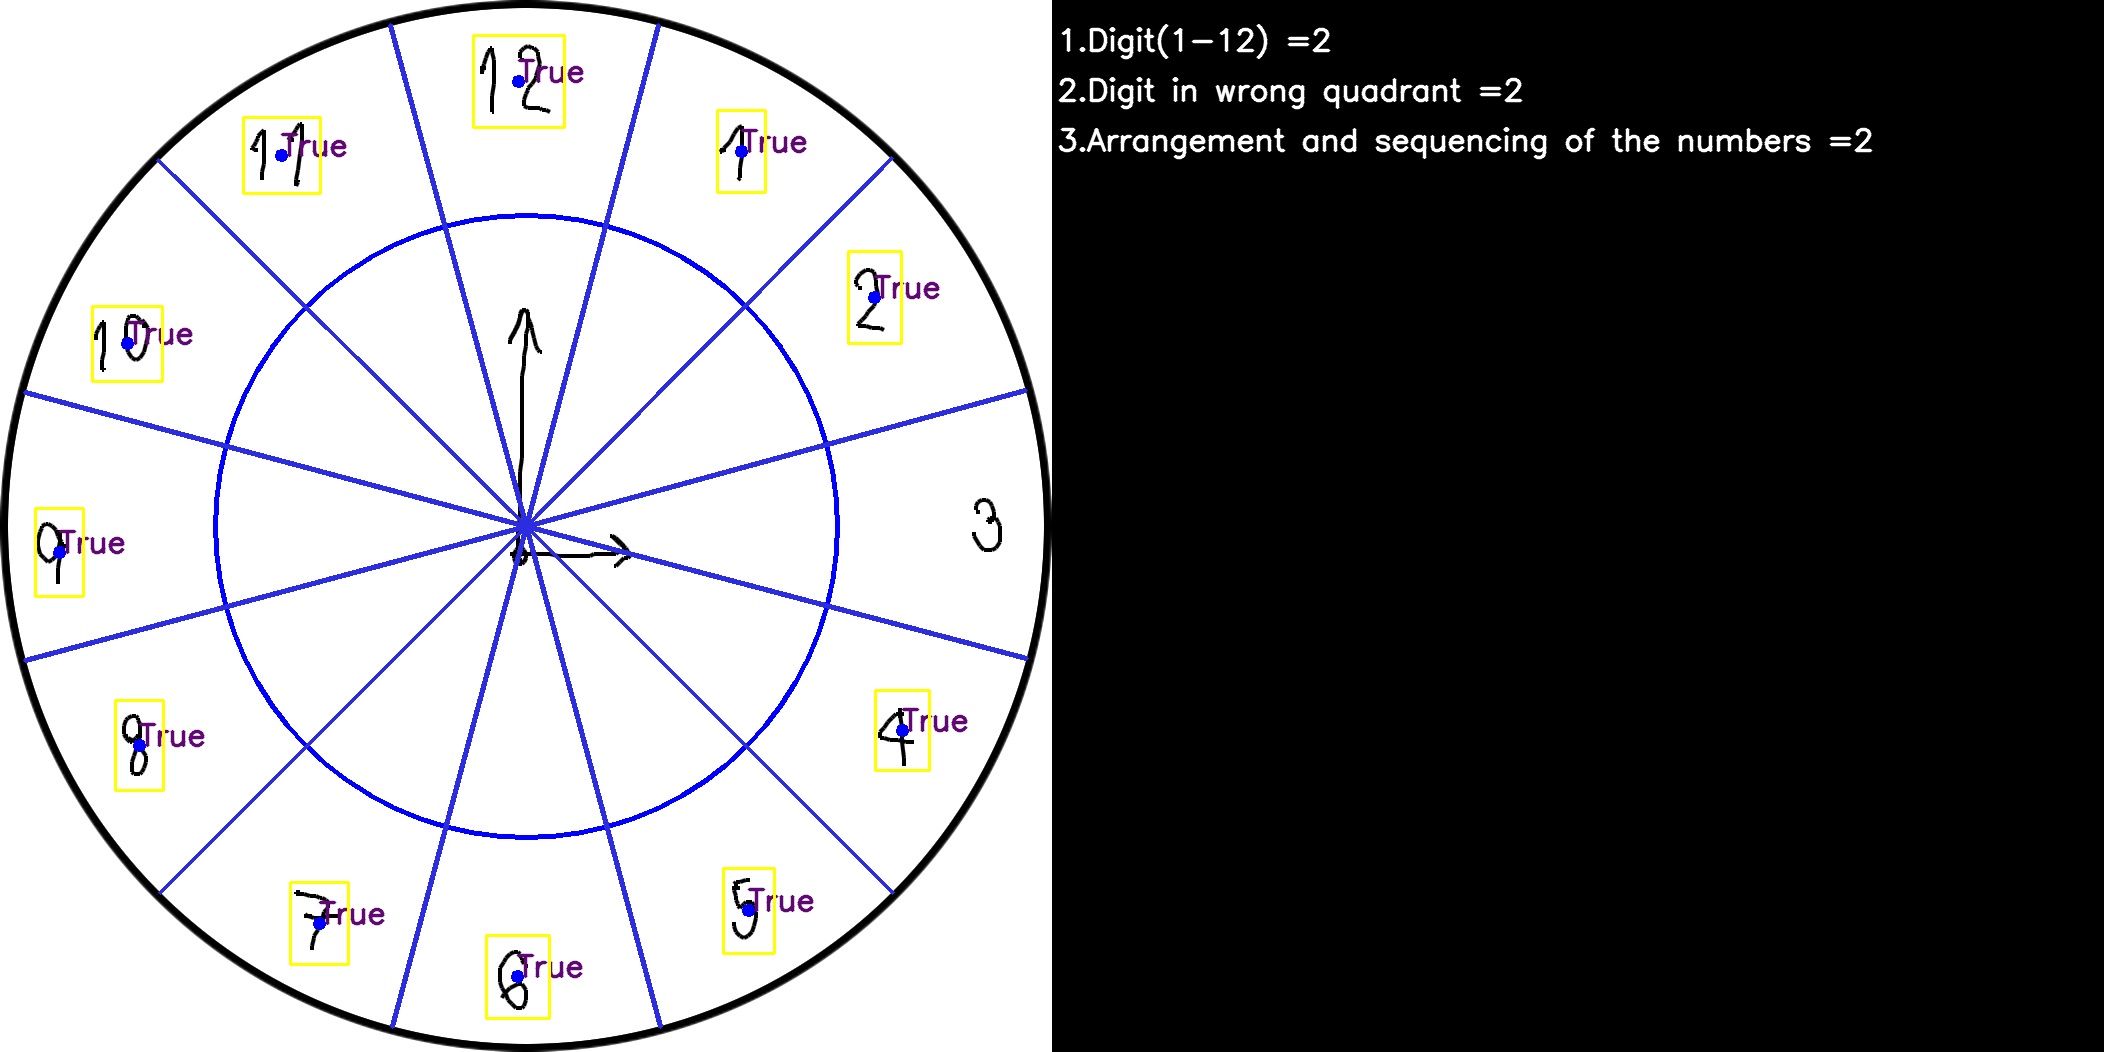 12
True
11
True
1
True
2
True
10
True
3
9
True
4
True
8
True
5
True
7
True
6
True
1.Digit(1-12) =2
2.Digit in wrong quadrant =2
3.Arrangement and sequencing of the numbers =2